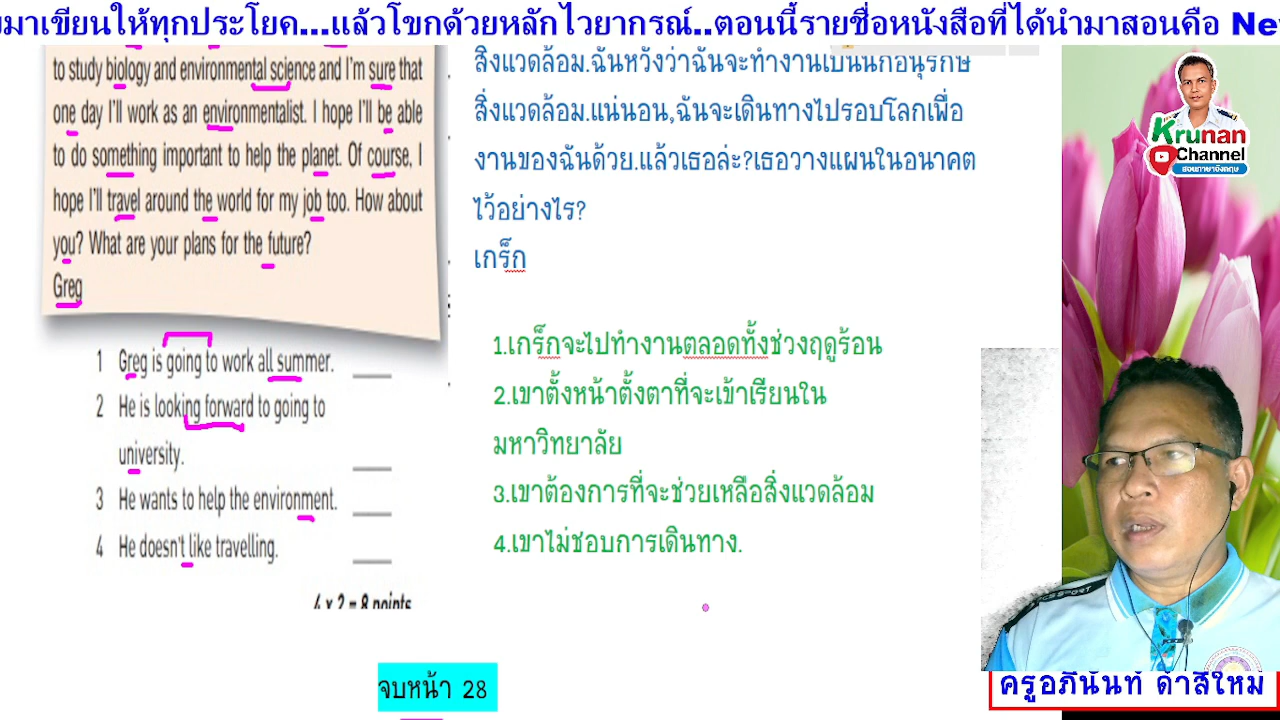 มาเขียนให้ทุกประโยค...แล้วโขกด้วยหลักไวยากรณ์..ตอนนี้รายชื่อหนังสือที่ได้นำมาสอนคือ Ne
to study biology and environmental science and I'm sure that
one day I'll work as an environmentalist. I hope I'll be able
to do something important to help the planet. Of course, I
hope I'll travel around the world for my job too. How about
you? What are your plans for the future?
Greg
สิ่งแวดล้อม.ฉันหวังว่าฉันจะทำงานเป็นนักอนุรักษ์
สิ่งแวดล้อม.แน่นอน,ฉันจะเดินทางไปรอบโลกเพื่อ
งานของฉันด้วย.แล้วเธอล่ะ?เธอวางแผนในอนาคต
ไว้อย่างไร?
เกร็ก
1 Greg is going to work all summer.
2 He is looking forward to going to
university.
3 He wants to help the environment.
4 He doesn't like travelling.
4 x 2 = 8 points
1.เกร็กจะไปทำงานตลอดทั้งช่วงฤดูร้อน
2.เขาตั้งหน้าตั้งตาที่จะเข้าเรียนใน
มหาวิทยาลัย
3.เขาต้องการที่จะช่วยเหลือสิ่งแวดล้อม
4.เขาไม่ชอบการเดินทาง.
จบหน้า 28
Krunan
Channel
สอนภาษาอังกฤษ
ครูอภินันท์ ดำสีใหม่